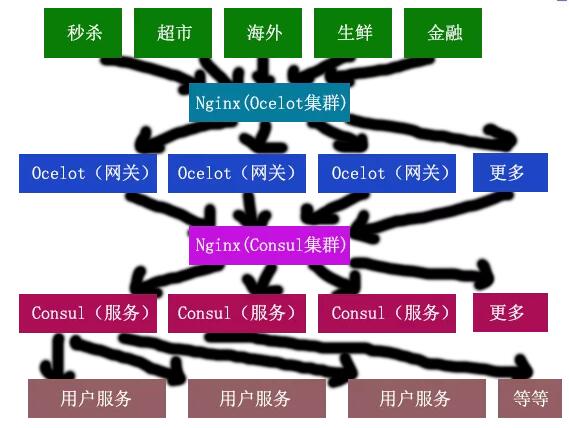 秒杀 超市 海外 生鲜 金融
Nginx(Ocelot集群)
Ocelot（网关） Ocelot（网关） Ocelot（网关） 更多
Nginx(Consul集群)
Consul（服务） Consul（服务） Consul（服务） 更多
用户服务 用户服务 用户服务 等等